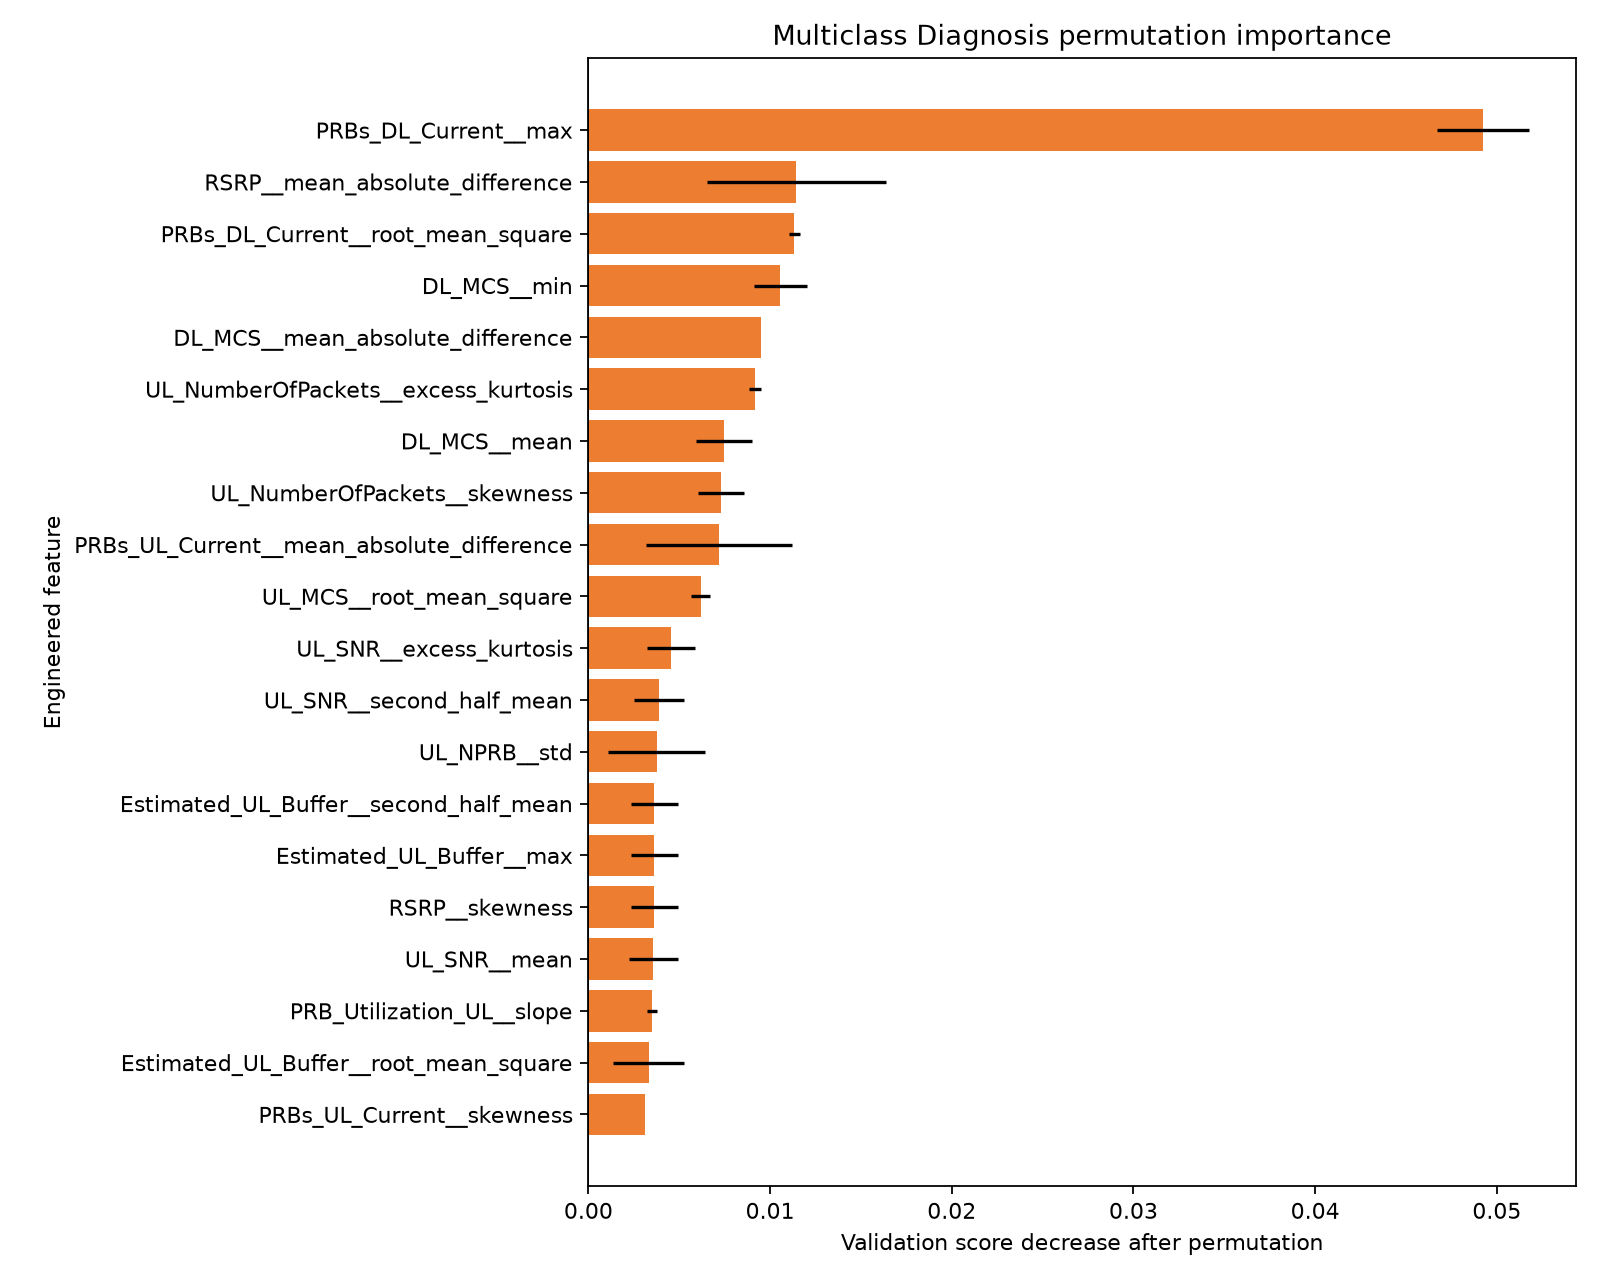 Multiclass Diagnosis permutation importance
PRBs_DL_Current__max
RSRP__mean_absolute_difference
PRBs_DL_Current__root_mean_square
DL_MCS__min
DL_MCS__mean_absolute_difference
UL_NumberOfPackets__excess_kurtosis
DL_MCS__mean
UL_NumberOfPackets__skewness
PRBs_UL_Current__mean_absolute_difference
UL_MCS__root_mean_square
UL_SNR__excess_kurtosis
UL_SNR__second_half_mean
UL_NPRB__std
Estimated_UL_Buffer__second_half_mean
Estimated_UL_Buffer__max
RSRP__skewness
UL_SNR__mean
PRB_Utilization_UL__slope
Estimated_UL_Buffer__root_mean_square
PRBs_UL_Current__skewness
Engineered feature
0.00 0.01 0.02 0.03 0.04 0.05
Validation score decrease after permutation